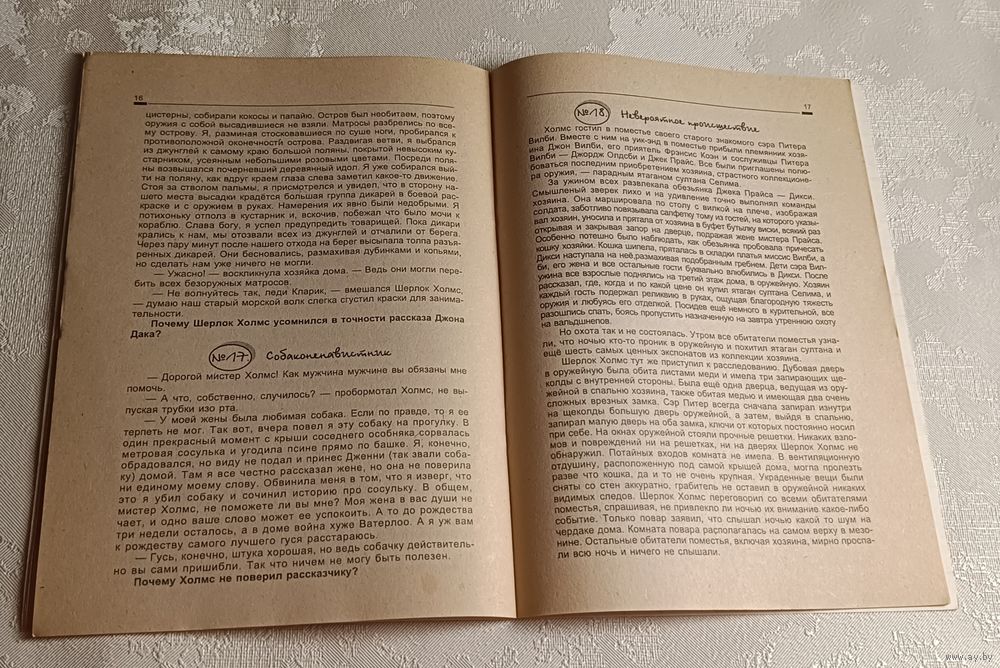 16
цистерны, собирали кокосы и папайю. Остров был необитаем, поэтому
оружия с собой высадившиеся не взяли. Матросы разбрелись по все-
му острову. Я, разминая стосковавшиеся по суше ноги, пробирался к
противоположной оконечности острова. Раздвигая ветви, я выбрался
из джунглей к самому краю большой поляны, покрытой невысоким ку-
старником, усеянным небольшими розовыми цветами. Посреди поля-
ны возвышался почерневший деревянный идол. Я уже собирался вый-
ти на поляну, как вдруг краем глаза слева заметил какое-то движение.
Стоя за стволом пальмы, я присмотрелся и увидел, что в сторону на-
шего места высадки крадётся большая группа дикарей в боевой рас-
краске и с оружием в руках. Намерения их явно были недобрыми. Я
потихоньку отполз в кустарник и, вскочив, побежал что было мочи к
кораблю. Слава богу, я успел предупредить товарищей. Пока дикари
крались к нам, мы отозвали всех из джунглей и отчалили от берега.
Через пару минут после нашего отхода на берег высыпала толпа разъя-
ренных дикарей. Они бесновались, размахивая дубинками и копьями,
но сделать нам уже ничего не могли.
— Ужасно! — воскликнула хозяйка дома. — Ведь они могли пере-
бить всех безоружных матросов.
— Не волнуйтесь так, леди Кларик, — вмешался Шерлок Холмс,
— думаю наш старый морской волк слегка сгустил краски для занима-
тельности.
Почему Шерлок Холмс усомнился в точности рассказа Джона
Дака?
№17. Собаконенавистник
— Дорогой мистер Холмс! Как мужчина мужчине вы обязаны мне
помочь.
— А что, собственно, случилось? — пробормотал Холмс, не вы-
пуская трубки изо рта.
— У моей жены была любимая собака. Если по правде, то я ее
терпеть не мог. Так вот, вчера повел я эту собаку на прогулку. В
один прекрасный момент с крыши соседнего особняка сорвалась
метровая сосулька и угодила псине прямо по башке. Я, конечно,
обрадовался, но виду не подал и принес Дженни (так звали соба-
ку) домой. Там я все честно рассказал жене, но она не поверила
ни единому моему слову. Обвинила меня в том, что я изверг, что
это я убил собаку и сочинил историю про сосульку. В общем,
мистер Холмс, не поможете ли вы мне? Моя жена в вас души не
чает, и одно ваше слово может ее успокоить. А то до рождества
три недели осталось, а в доме война хуже Ватерлоо. А я уж вам
к рождеству самого лучшего гуся расстараюсь.
— Гусь, конечно, штука хорошая, но ведь собачку действитель-
но вы сами пришибли. Так что ничем не могу быть полезен.
Почему Холмс не поверил рассказчику?
17
№18. Невероятное происшествие
Холмс гостил в поместье своего старого знакомого сэра Питера
Вилби. Вместе с ним на уик-энд в поместье прибыли племянник хозя-
ина Джон Вилби, его приятель Фрэнсис Коэн и сослуживцы Питера
Вилби — Джордж Олдсби и Джек Прайс. Все были приглашены полю-
боваться последним приобретением хозяина, страстного коллекционе-
ра оружия, — парадным ятаганом султана Селима.
За ужином всех развлекала обезьянка Джека Прайса — Дикси.
Смышленый зверек лихо и на удивление точно выполнял команды
хозяина. Она маршировала по столу с вилкой на плече, изображая
солдата, заботливо повязывала салфетку тому из гостей, на которого указы-
вал хозяин, уносила и прятала от хозяина в буфет бутылку виски, всякий раз
открывая и закрывая запор на дверце, подражая жене мистера Прайса.
Особенно потешно было наблюдать, как обезьянка пробовала причесать
кошку хозяйки. Кошка шипела, пряталась в складки платья миссис Вилби, а
Дикси наступала на неё, размахивая подобранным гребнем. Дети сэра Вил-
би, его жена и все остальные гости буквально влюбились в Дикси. После
ужина все взрослые поднялись на третий этаж дома, в оружейную. Хозяин
рассказал, где, когда и по какой цене он купил ятаган султана Селима, и
каждый гость подержал реликвию в руках, ощущая благородную тяжесть
оружия и любуясь его отделкой. Посидев ещё немного в курительной, все
разошлись спать, боясь пропустить назначенную на завтра утреннюю охоту
на вальдшнепов.
Но охота так и не состоялась. Утром все обитатели поместья узна-
ли, что ночью кто-то проник в оружейную и похитил ятаган султана и
ещё шесть самых ценных экспонатов из коллекции хозяина.
Шерлок Холмс тут же приступил к расследованию. Дубовая дверь
в оружейную была обита листами меди и имела три запирающих ще-
колды с внутренней стороны. Была ещё одна дверца, ведущая из ору-
жейной в спальню хозяина, также обитая медью и имеющая два очень
сложных врезных замка. Сэр Питер всегда сначала запирал изнутри
на щеколды большую дверь оружейной, а затем, выйдя в спальню,
запирал малую дверь на оба замка, ключи от которых постоянно носил
при себе. На окнах оружейной стояли прочные решетки. Никаких взло-
мов и повреждений ни на решетках, ни на дверях Шерлок Холмс не
обнаружил. Потайных входов комната не имела. В вентиляционную
отдушину, расположенную под самой крышей дома, могла пролезть
разве что кошка, да и то не очень крупная. Украденные вещи были
сняты со стен аккуратно, грабитель не оставил в оружейной никаких
видимых следов. Шерлок Холмс переговорил со всеми обитателями
поместья, спрашивая, не привлекло ли ночью их внимание какое-либо
событие. Только повар заявил, что слышал ночью какой то шум на
чердаке дома. Комната повара располагалась на самом верху в мезо-
нине. Остальные обитатели поместья, включая хозяина, мирно проспа-
ли всю ночь и ничего не слышали.
www.ay.by